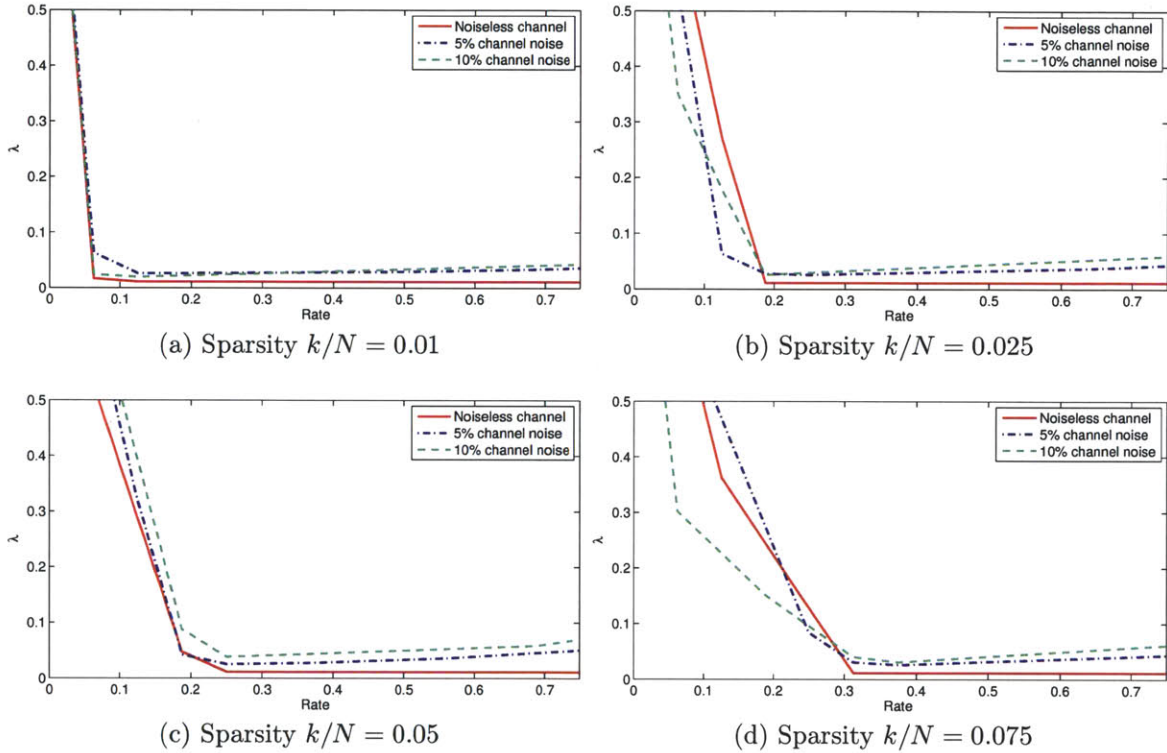 0.5
0.4
0.3
0.2
0.1
0
λ
0 0.1 0.2 0.3 0.4 0.5 0.6 0.7
Rate
Noiseless channel
5% channel noise
10% channel noise
(a) Sparsity k/N = 0.01
0.5
0.4
0.3
0.2
0.1
0
λ
0 0.1 0.2 0.3 0.4 0.5 0.6 0.7
Rate
Noiseless channel
5% channel noise
10% channel noise
(b) Sparsity k/N = 0.025
0.5
0.4
0.3
0.2
0.1
0
λ
0 0.1 0.2 0.3 0.4 0.5 0.6 0.7
Rate
Noiseless channel
5% channel noise
10% channel noise
(c) Sparsity k/N = 0.05
0.5
0.4
0.3
0.2
0.1
0
λ
0 0.1 0.2 0.3 0.4 0.5 0.6 0.7
Rate
Noiseless channel
5% channel noise
10% channel noise
(d) Sparsity k/N = 0.075